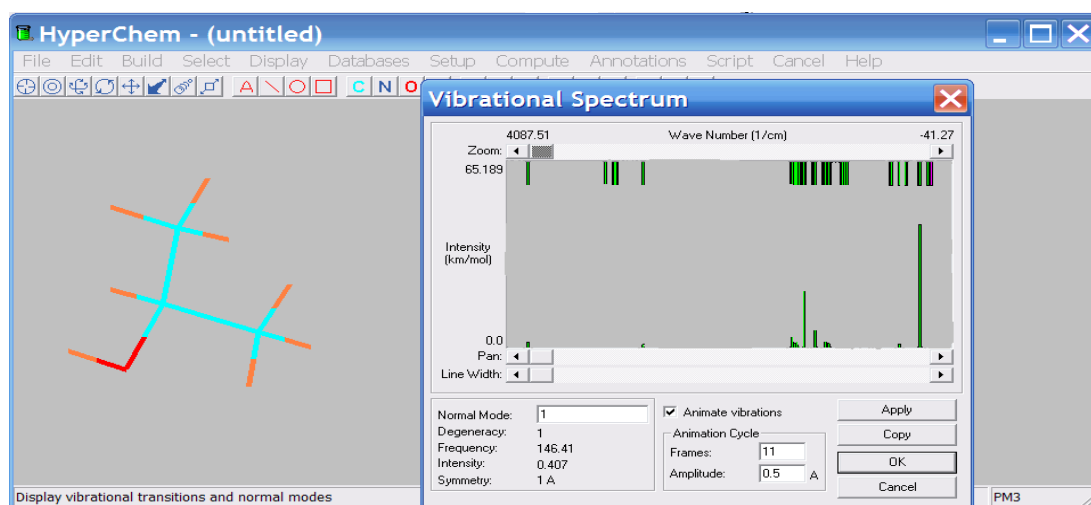 HyperChem - (untitled)
File Edit Build Select Display Databases Setup Compute Annotations Script Cancel Help
A C N O
Vibrational Spectrum
4087.51 Wave Number (1/cm) -41.27
Zoom:
65.189
Intensity
(km/mol)
0.0
Pan:
Line Width:
Normal Mode: 1
Degeneracy: 1
Frequency: 146.41
Intensity: 0.407
Symmetry: 1 A
Animate vibrations
Animation Cycle
Frames: 11
Amplitude: 0.5 A
Apply
Copy
OK
Cancel
Display vibrational transitions and normal modes
PM3